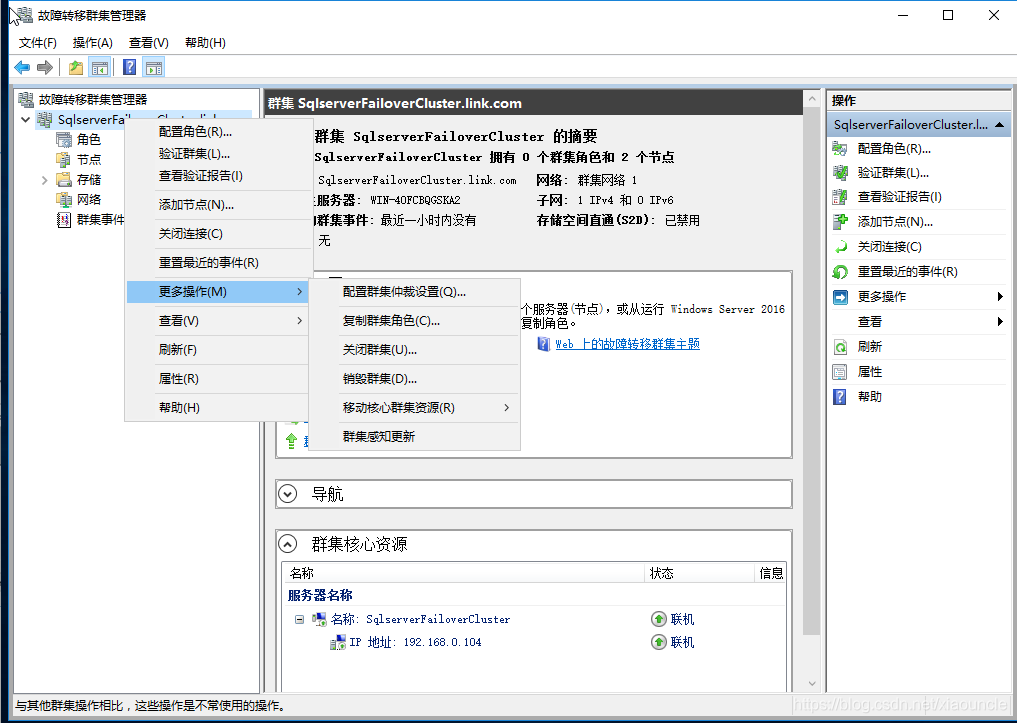 故障转移群集管理器
文件(F) 操作(A) 查看(V) 帮助(H)
故障转移群集管理器
SqlserverFailoverCluster.link
角色
节点
存储
网络
群集事件
配置角色(R)...
验证群集(L)...
查看验证报告(I)
添加节点(N)...
关闭连接(C)
重置最近的事件(R)
更多操作(M)
查看(V)
刷新(F)
属性(R)
帮助(H)
配置群集仲裁设置(Q)...
复制群集角色(C)...
关闭群集(U)...
销毁群集(D)...
移动核心群集资源(R)
群集感知更新
群集 SqlserverFailoverCluster.link.com
群集 SqlserverFailoverCluster 的摘要
SqlserverFailoverCluster 拥有 0 个群集角色和 2 个节点
SqlserverFailoverCluster.link.com 网络: 群集网络 1
服务器: WIN-4OFCBQGSKA2 子网: 1 IPv4 和 0 IPv6
的群集事件: 最近一小时内没有 存储空间直通(S2D): 已禁用
无
个服务器(节点), 或从运行 Windows Server 2016
复制角色。
Web 上的故障转移群集主题
导航
群集核心资源
名称 状态 信息
服务器名称
名称: SqlserverFailoverCluster 联机
IP 地址: 192.168.0.104 联机
操作
SqlserverFailoverCluster.l...
配置角色(R)...
验证群集(L)...
查看验证报告(I)
添加节点(N)...
关闭连接(C)
重置最近的事件(R)
更多操作
查看
刷新
属性
帮助
与其他群集操作相比，这些操作是不常使用的操作。
https://blog.csdn.net/xiaouncle